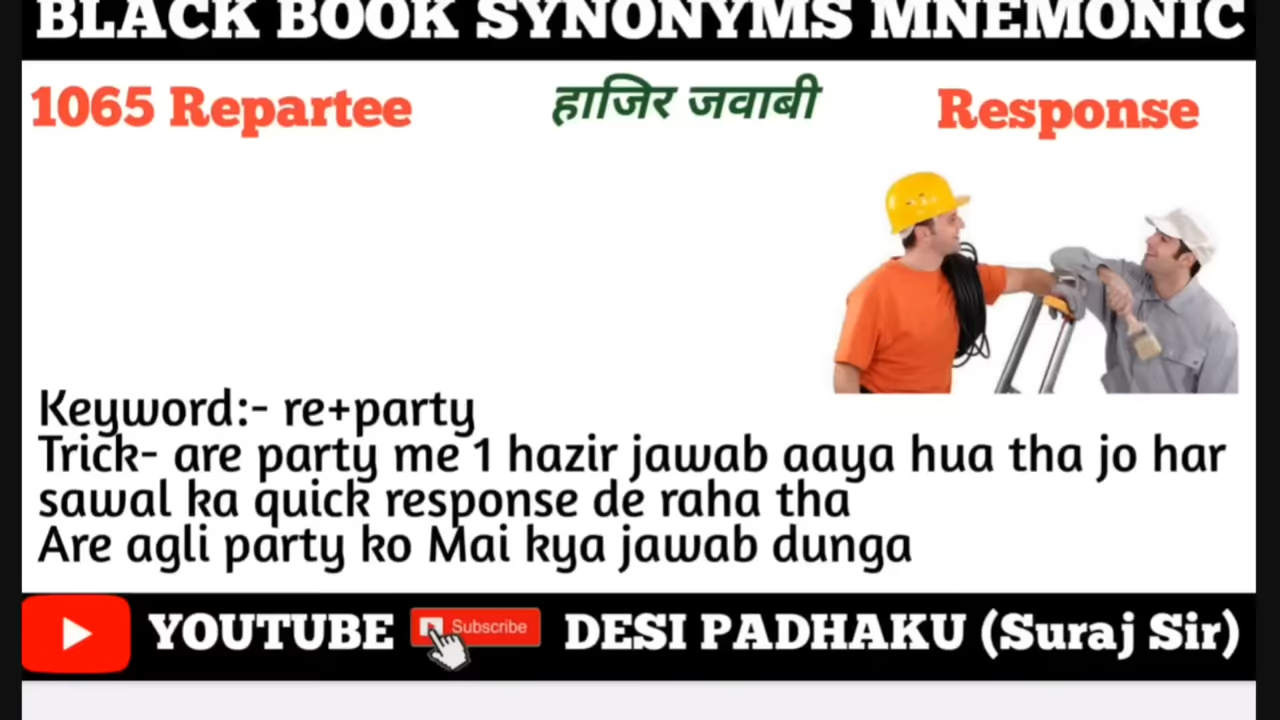 BLACK BOOK SYNONYMS MNEMONIC
1065 Repartee हाजिर जवाबी Response
Keyword:- re+party
Trick- are party me 1 hazir jawab aaya hua tha jo har
sawal ka quick response de raha tha
Are agli party ko Mai kya jawab dunga
YOUTUBE Subscribe DESI PADHAKU (Suraj Sir)